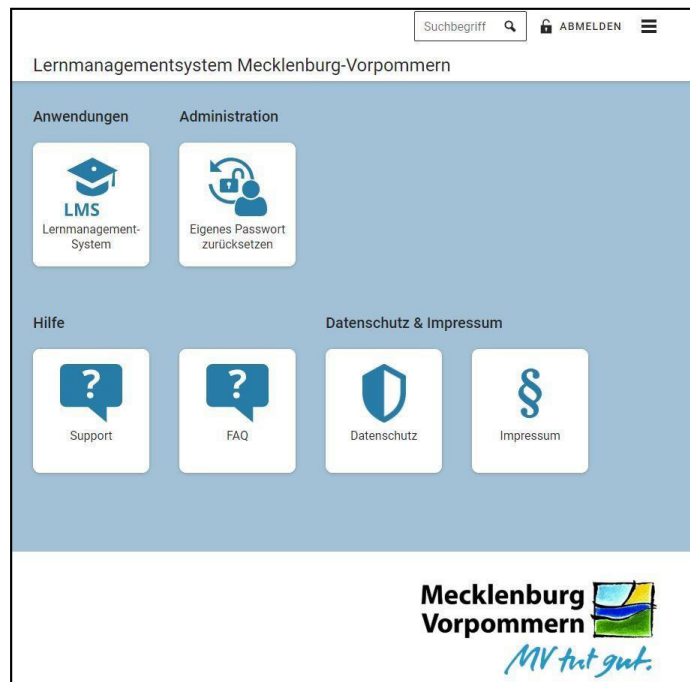 Suchbegriff
ABMELDEN
Lernmanagementsystem Mecklenburg-Vorpommern
Anwendungen
Administration
LMS
Lernmanagement-
System
Eigenes Passwort
zurücksetzen
Hilfe
Datenschutz & Impressum
?
Support
?
FAQ
Datenschutz
§
Impressum
Mecklenburg
Vorpommern
MV tut gut.